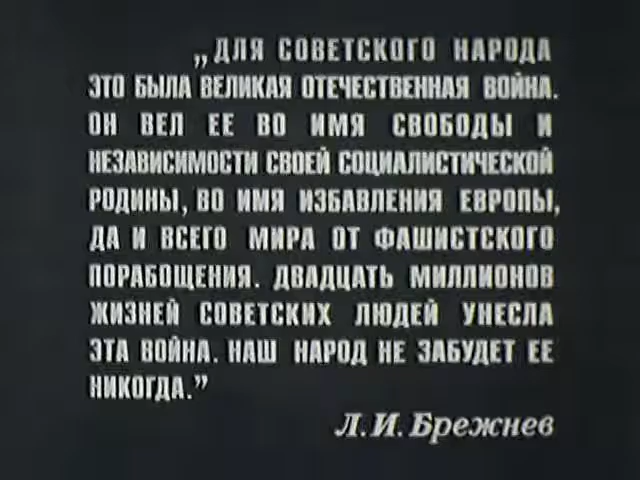 „ДЛЯ СОВЕТСКОГО НАРОДА
ЭТО БЫЛА ВЕЛИКАЯ ОТЕЧЕСТВЕННАЯ ВОЙНА.
ОН ВЕЛ ЕЕ ВО ИМЯ СВОБОДЫ И
НЕЗАВИСИМОСТИ СВОЕЙ СОЦИАЛИСТИЧЕСКОЙ
РОДИНЫ, ВО ИМЯ ИЗБАВЛЕНИЯ ЕВРОПЫ,
ДА И ВСЕГО МИРА ОТ ФАШИСТСКОГО
ПОРАБОЩЕНИЯ. ДВАДЦАТЬ МИЛЛИОНОВ
ЖИЗНЕЙ СОВЕТСКИХ ЛЮДЕЙ УНЕСЛА
ЭТА ВОЙНА. НАШ НАРОД НЕ ЗАБУДЕТ ЕЕ
НИКОГДА.”
Л. И. Брежнев